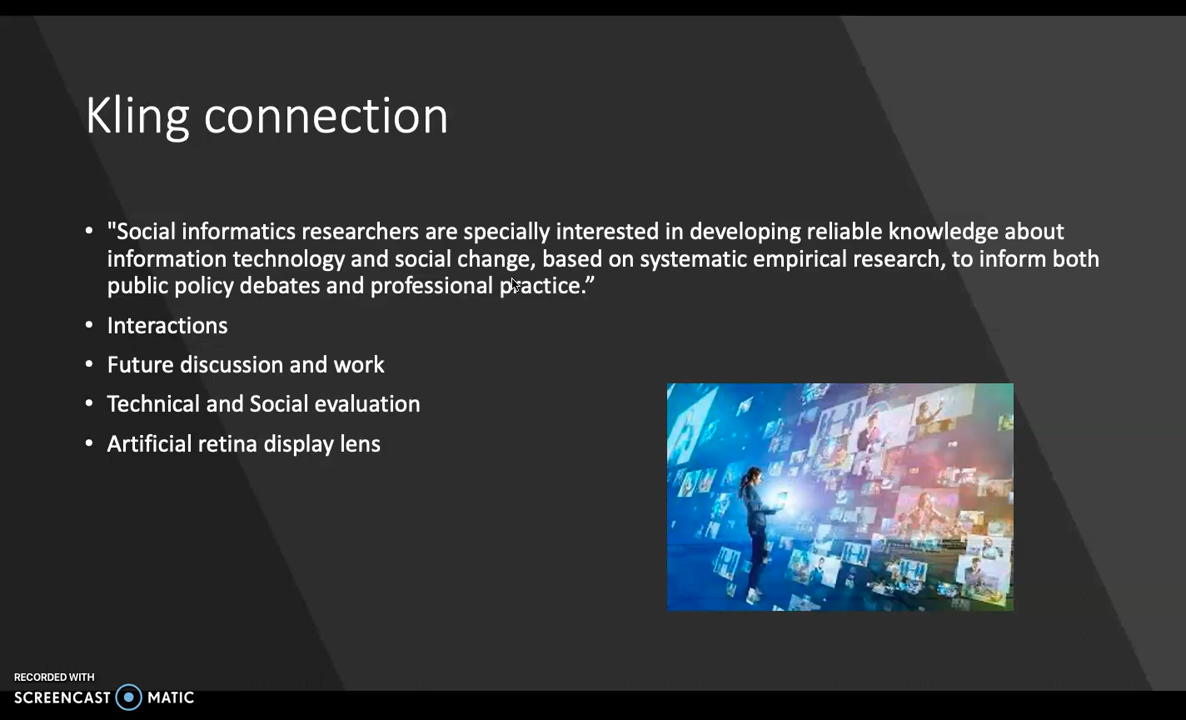 Kling connection
• "Social informatics researchers are specially interested in developing reliable knowledge about
information technology and social change, based on systematic empirical research, to inform both
public policy debates and professional practice.”
• Interactions
• Future discussion and work
• Technical and Social evaluation
• Artificial retina display lens
RECORDED WITH
SCREENCAST MATIC